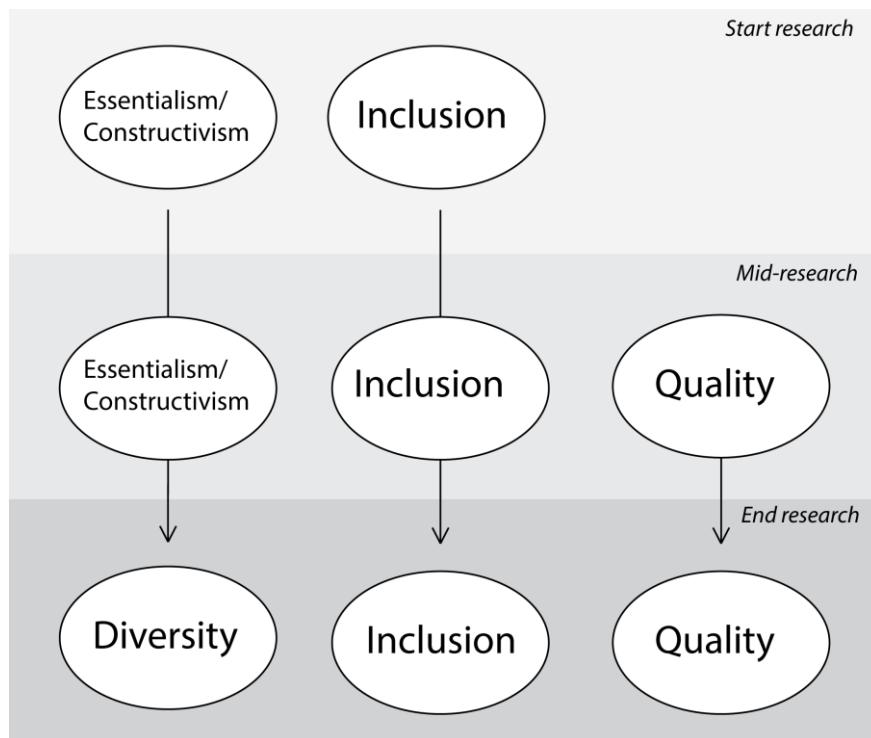 Start research
Essentialism/
Constructivism
Inclusion
Mid-research
Essentialism/
Constructivism
Inclusion
Quality
End research
Diversity
Inclusion
Quality